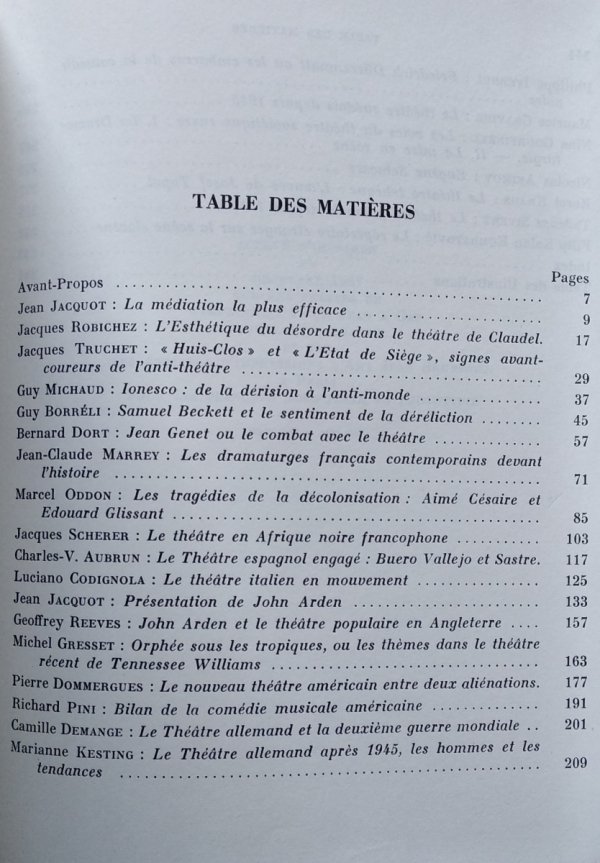 TABLE DES MATIÈRES
Pages
Avant-Propos ........ 7
Jean JACQUOT : La médiation la plus efficace ........ 9
Jacques ROBICHEZ : L'Esthétique du désordre dans le théâtre de Claudel. 17
Jacques TRUCHET : « Huis-Clos » et « L'Etat de Siège », signes avant-
coureurs de l'anti-théâtre ........ 29
Guy MICHAUD : Ionesco : de la dérision à l'anti-monde ........ 37
Guy BORRÉLI : Samuel Beckett et le sentiment de la déréliction ........ 45
Bernard DORT : Jean Genet ou le combat avec le théâtre ........ 57
Jean-Claude MARREY : Les dramaturges français contemporains devant
l'histoire ........ 71
Marcel ODDON : Les tragédies de la décolonisation : Aimé Césaire et
Edouard Glissant ........ 85
Jacques SCHERER : Le théâtre en Afrique noire francophone ........ 103
Charles-V. AUBRUN : Le Théâtre espagnol engagé : Buero Vallejo et Sastre. 117
Luciano CODIGNOLA : Le théâtre italien en mouvement ........ 125
Jean JACQUOT : Présentation de John Arden ........ 133
Geoffrey REEVES : John Arden et le théâtre populaire en Angleterre .... 157
Michel GRESSET : Orphée sous les tropiques, ou les thèmes dans le théâtre
récent de Tennessee Williams ........ 163
Pierre DOMMERGUES : Le nouveau théâtre américain entre deux aliénations. 177
Richard PINI : Bilan de la comédie musicale américaine ........ 191
Camille DEMANGE : Le Théâtre allemand et la deuxième guerre mondiale .. 201
Marianne KESTING : Le Théâtre allemand après 1945, les hommes et les
tendances ........ 209